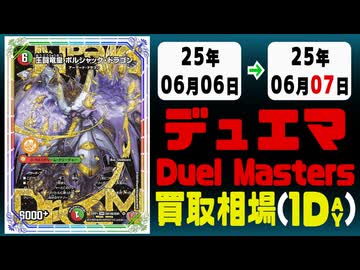 6
王闘竜皇 ボルシャック・ドラゴン
9000+
25年
06月06日
25年
06月07日
デュエマ
Duel Masters
買取相場(1D)